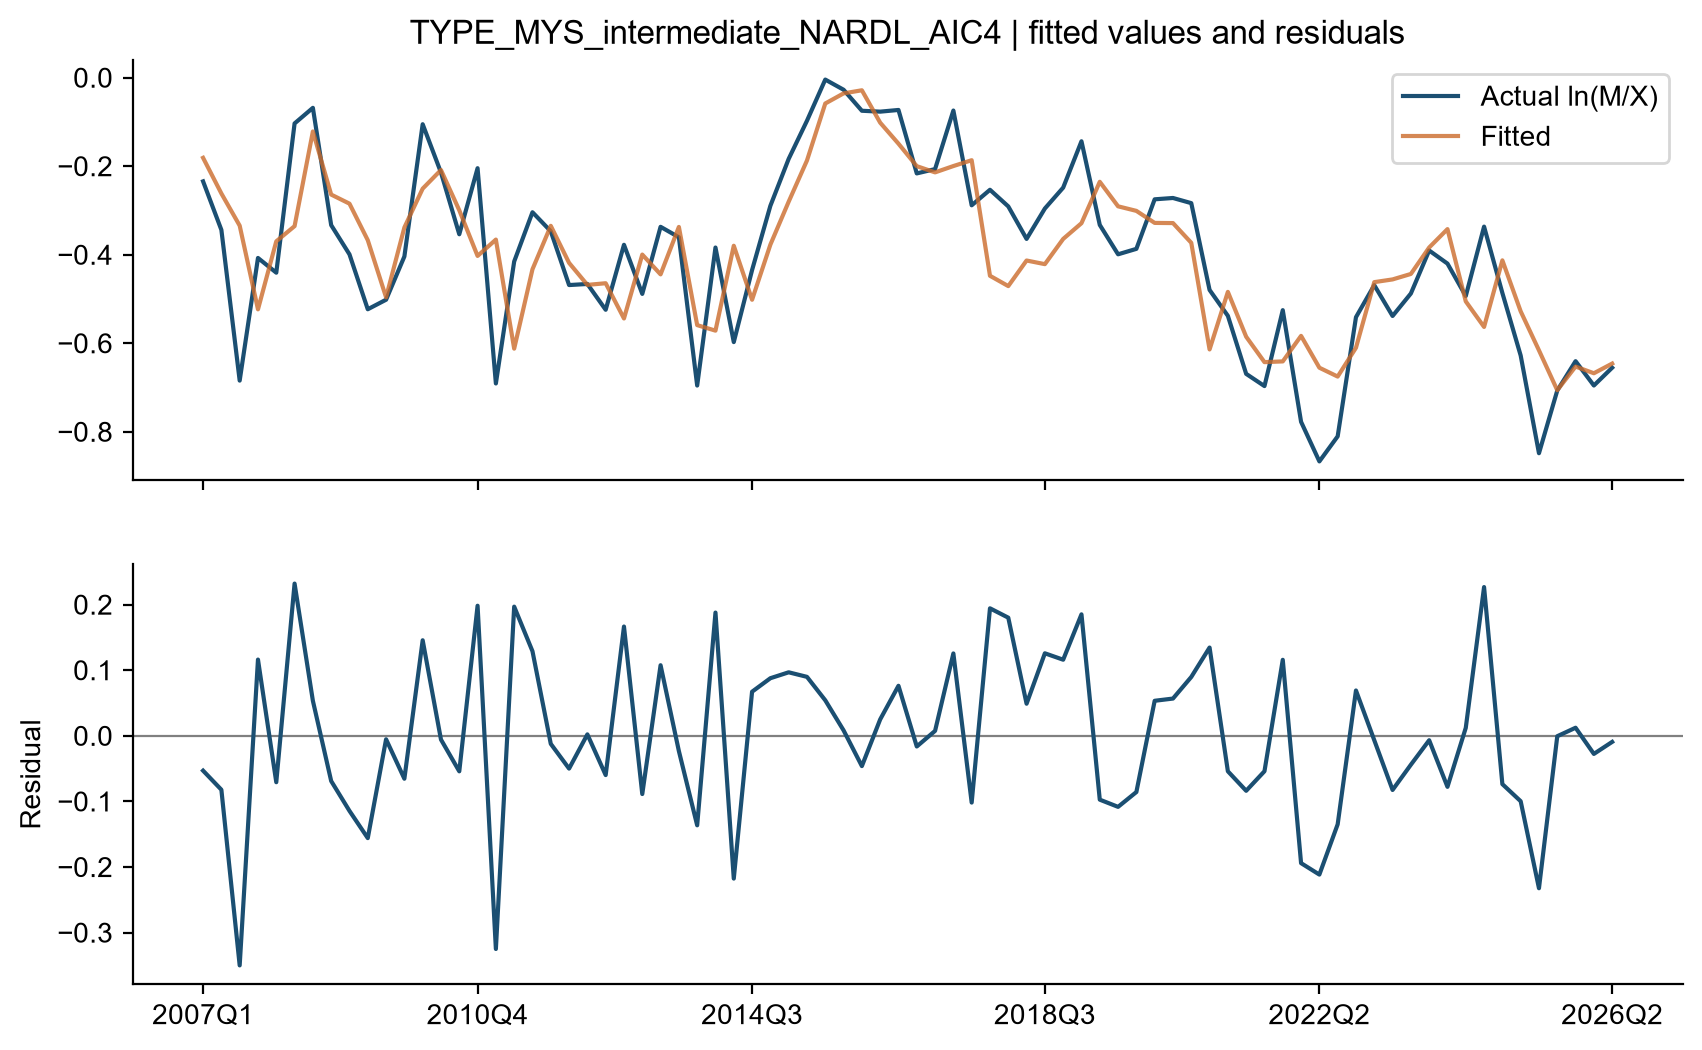 TYPE_MYS_intermediate_NARDL_AIC4 | fitted values and residuals
Actual ln(M/X)
Fitted
0.0
−0.2
−0.4
−0.6
−0.8
Residual
0.2
0.1
0.0
−0.1
−0.2
−0.3
2007Q1 2010Q4 2014Q3 2018Q3 2022Q2 2026Q2